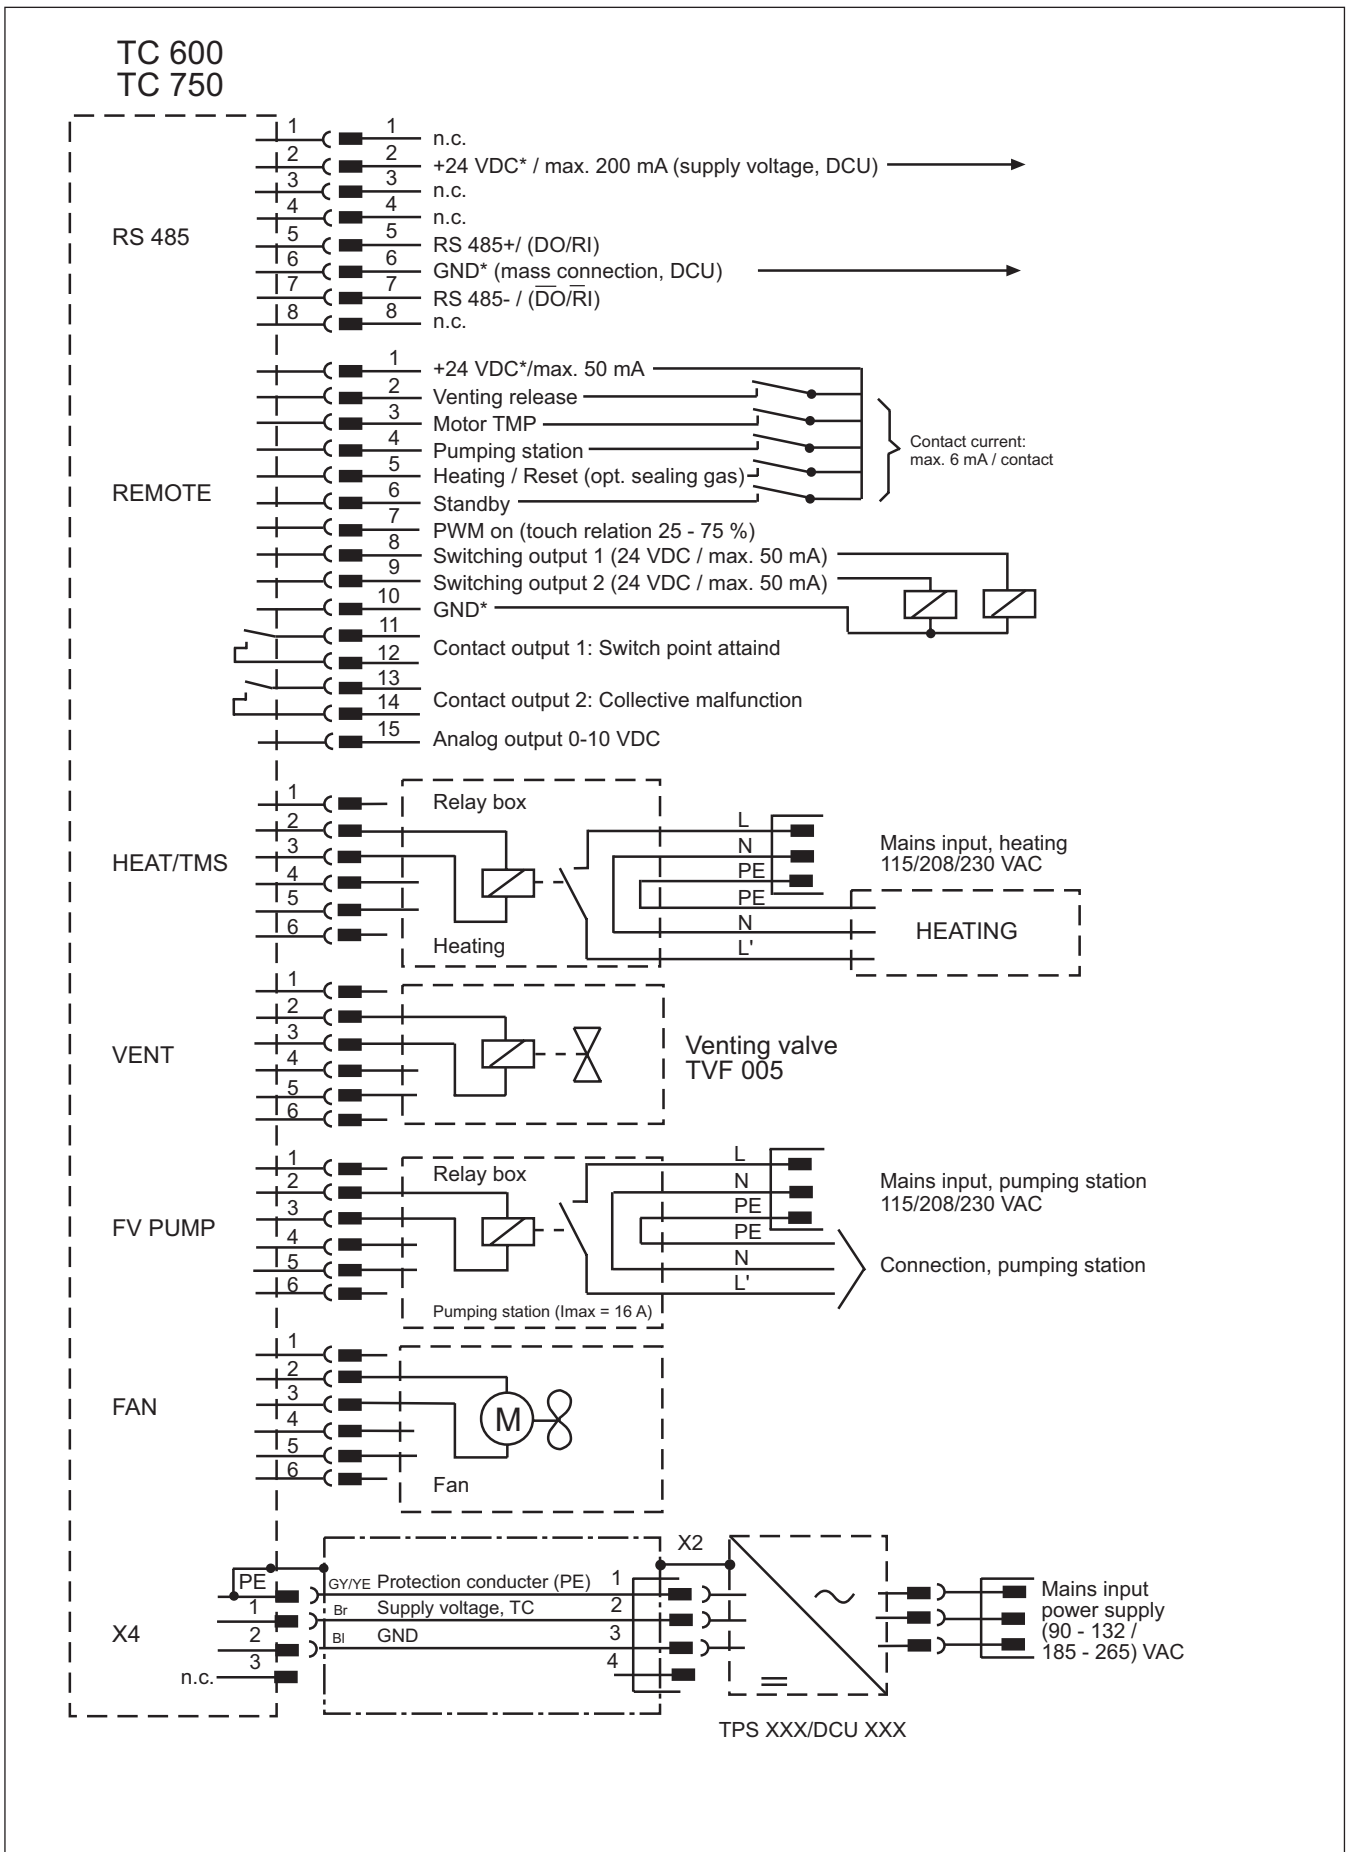 TC 600
TC 750
RS 485
1 1 n.c.
2 2 +24 VDC* / max. 200 mA (supply voltage, DCU)
3 3 n.c.
4 4 n.c.
5 5 RS 485+/ (DO/RI)
6 6 GND* (mass connection, DCU)
7 7 RS 485- / (D̅O̅/R̅I)
8 8 n.c.
REMOTE
1 +24 VDC*/max. 50 mA
2 Venting release
3 Motor TMP
4 Pumping station
5 Heating / Reset (opt. sealing gas)
6 Standby
Contact current:
max. 6 mA / contact
7 PWM on (touch relation 25 - 75 %)
8 Switching output 1 (24 VDC / max. 50 mA)
9 Switching output 2 (24 VDC / max. 50 mA)
10 GND*
11
Contact output 1: Switch point attaind
12
13
Contact output 2: Collective malfunction
14
15 Analog output 0-10 VDC
HEAT/TMS
1
2
3
4
5
6
Relay box
Heating
L
N
PE
PE
N
L'
Mains input, heating
115/208/230 VAC
HEATING
VENT
1
2
3
4
5
6
Venting valve
TVF 005
FV PUMP
1
2
3
4
5
6
Relay box
Pumping station (Imax = 16 A)
L
N
PE
PE
N
L'
Mains input, pumping station
115/208/230 VAC
Connection, pumping station
FAN
1
2
3
4
5
6
M
Fan
X4
PE GY/YE Protection conducter (PE) 1
1 Br Supply voltage, TC 2
2 Bl GND 3
n.c. 3 4
X2
TPS XXX/DCU XXX
Mains input
power supply
(90 - 132 /
185 - 265) VAC